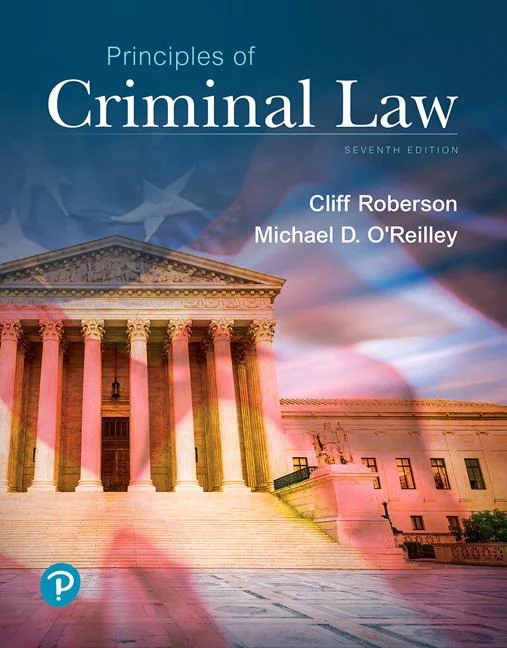 Principles of
Criminal Law
SEVENTH EDITION
Cliff Roberson
Michael D. O'Reilley
P